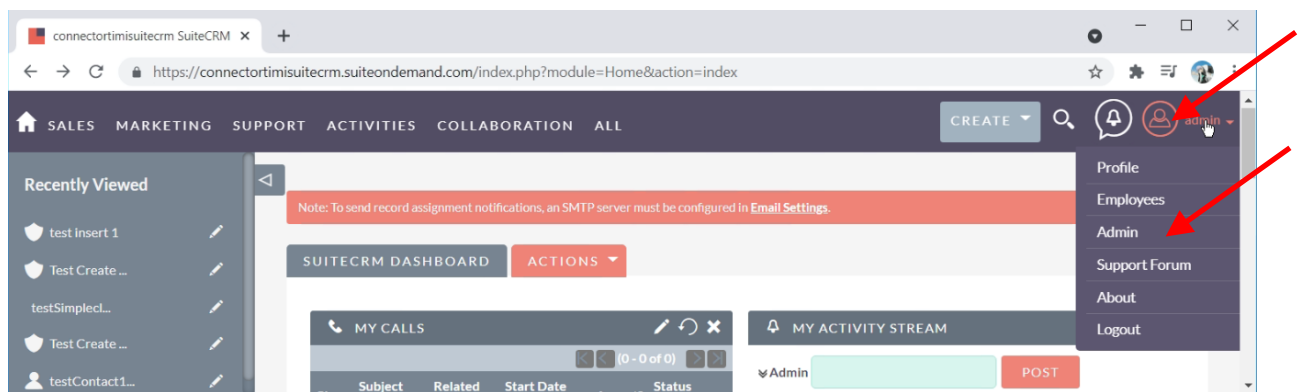 connectortimisuitecrm SuiteCRM
https://connectortimisuitecrm.suiteondemand.com/index.php?module=Home&action=index
SALES MARKETING SUPPORT ACTIVITIES COLLABORATION ALL CREATE admin
Recently Viewed
test insert 1
Test Create ...
testSimplecl...
Test Create ...
testContact1...
Note: To send record assignment notifications, an SMTP server must be configured in Email Settings.
SUITECRM DASHBOARD ACTIONS
MY CALLS
(0 - 0 of 0)
Subject Related Start Date Status
MY ACTIVITY STREAM
Admin POST
Profile
Employees
Admin
Support Forum
About
Logout